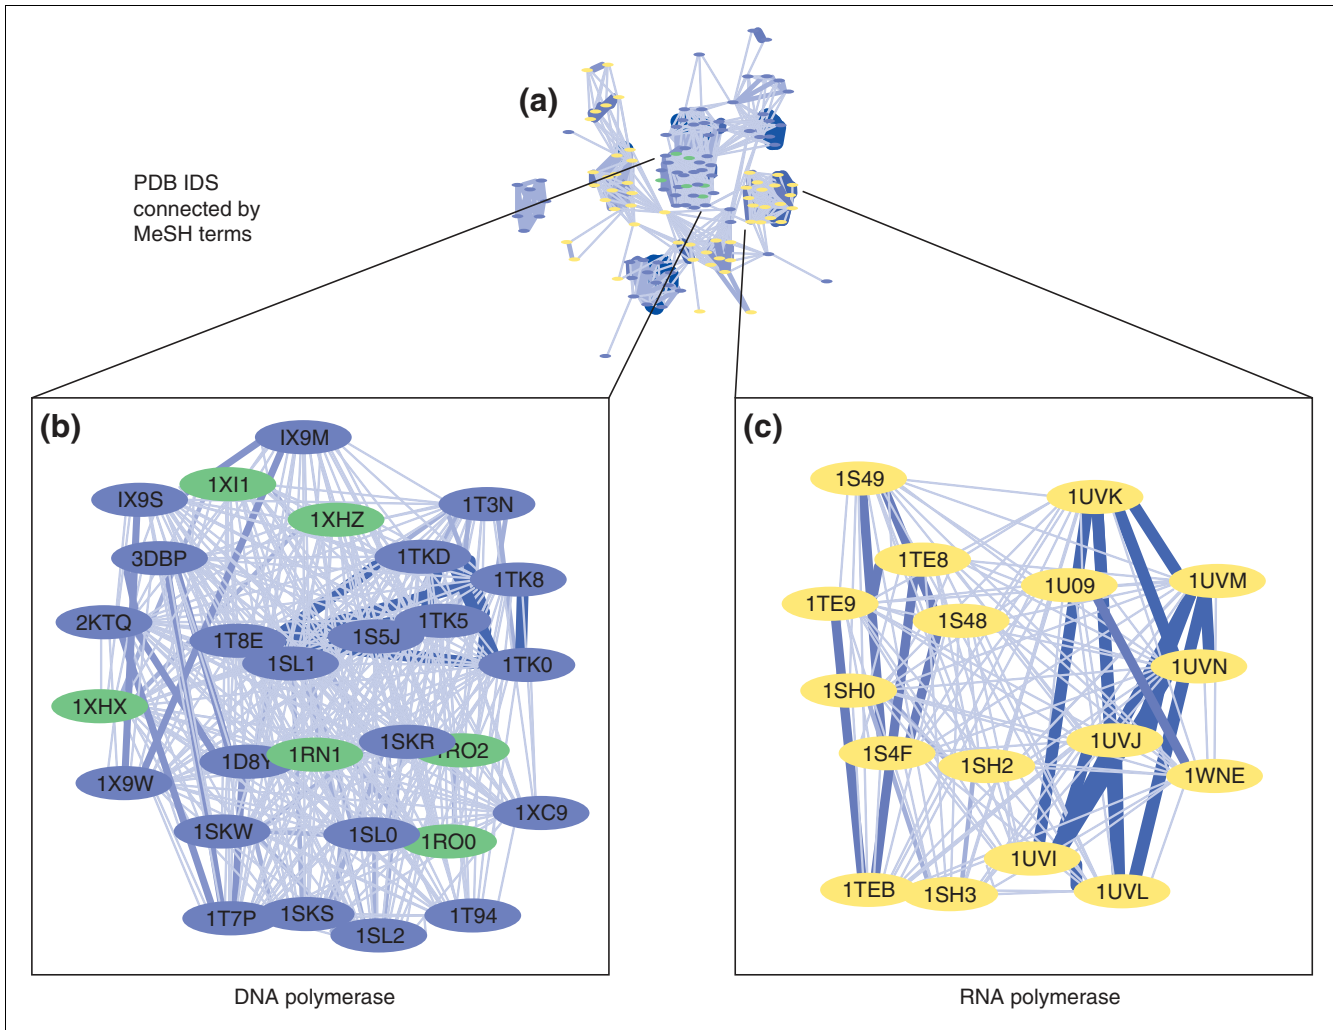 (a)
PDB IDS
connected by
MeSH terms
(b)
IX9M
1XI1
IX9S
1T3N
1XHZ
3DBP
1TKD
1TK8
2KTQ
1TK5
1T8E
1S5J
1SL1
1TK0
1XHX
1SKR
1RO2
1RN1
1D8Y
1X9W
1XC9
1SKW
1SL0
1RO0
1T7P
1SKS
1T94
1SL2
DNA polymerase
(c)
1S49
1UVK
1TE8
1U09
1UVM
1TE9
1S48
1UVN
1SH0
1UVJ
1S4F
1SH2
1WNE
1UVI
1TEB
1SH3
1UVL
RNA polymerase